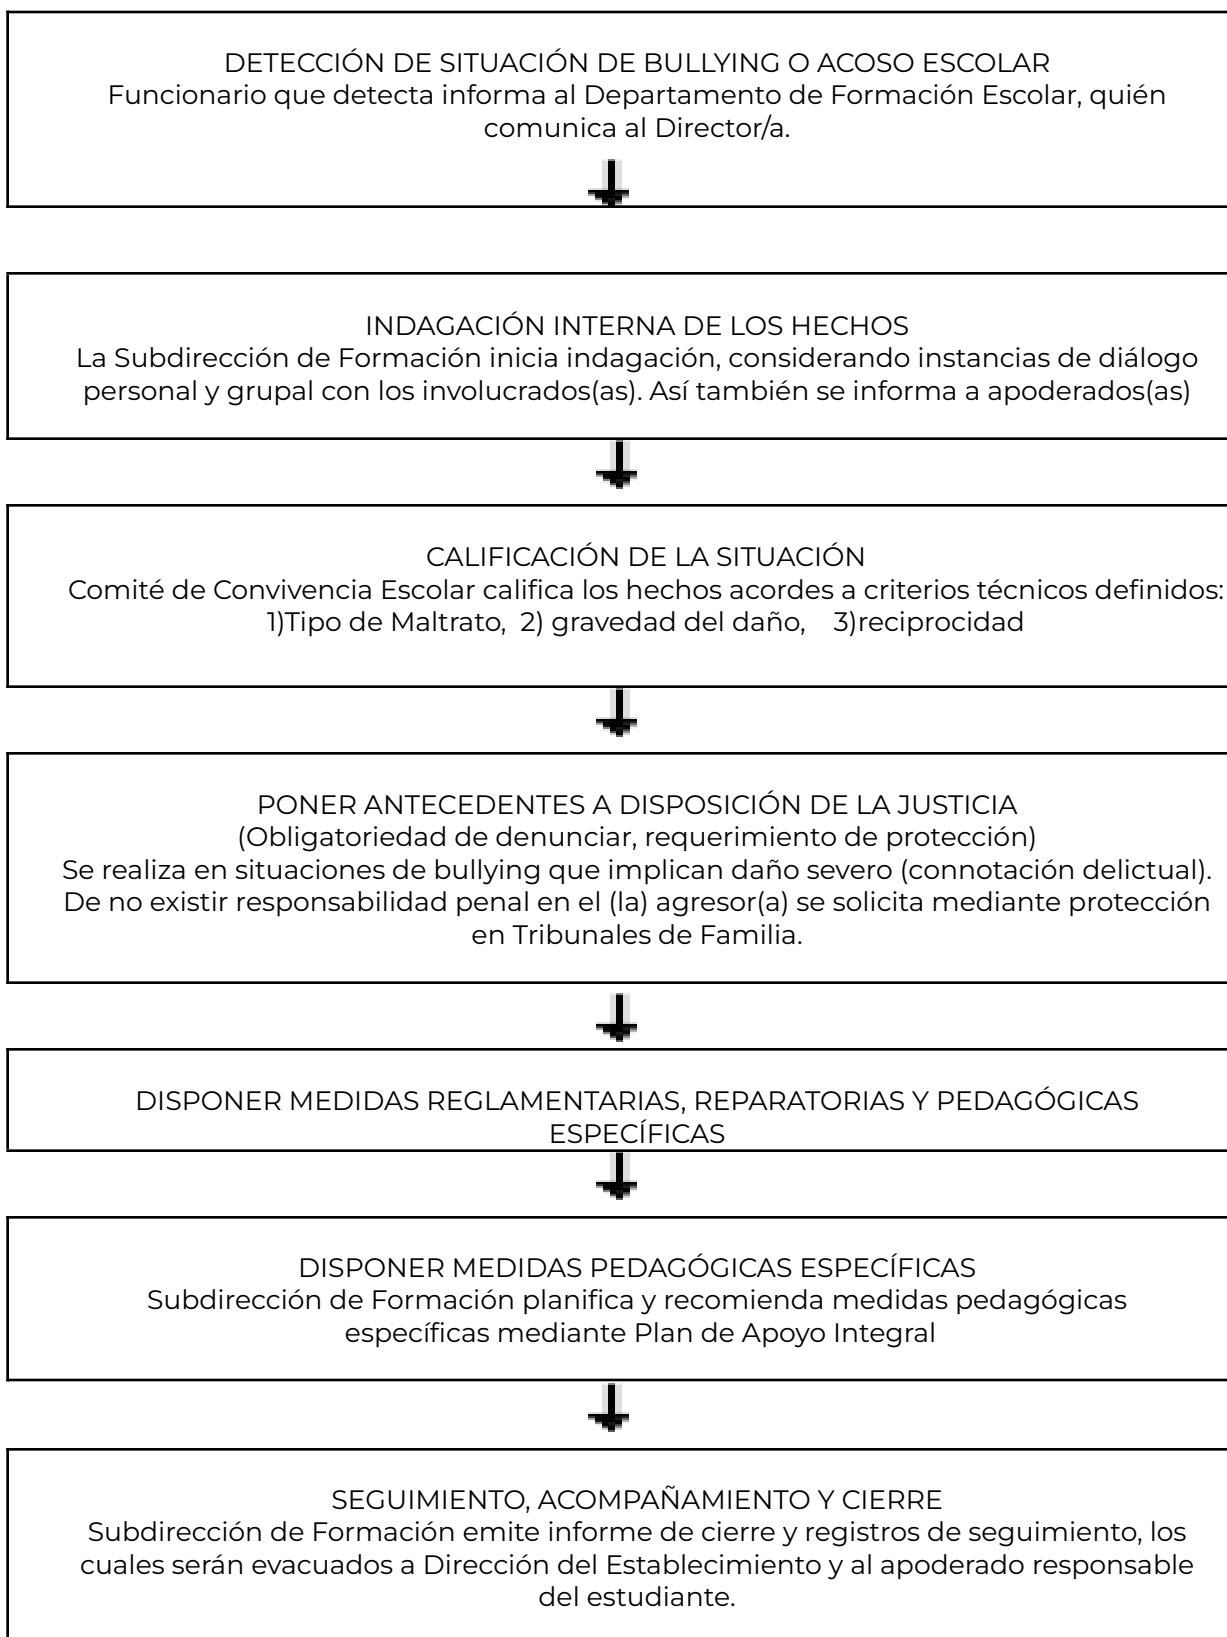 DETECCIÓN DE SITUACIÓN DE BULLYING O ACOSO ESCOLAR
Funcionario que detecta informa al Departamento de Formación Escolar, quién
comunica al Director/a.
INDAGACIÓN INTERNA DE LOS HECHOS
La Subdirección de Formación inicia indagación, considerando instancias de diálogo
personal y grupal con los involucrados(as). Así también se informa a apoderados(as)
CALIFICACIÓN DE LA SITUACIÓN
Comité de Convivencia Escolar califica los hechos acordes a criterios técnicos definidos:
1)Tipo de Maltrato, 2) gravedad del daño, 3)reciprocidad
PONER ANTECEDENTES A DISPOSICIÓN DE LA JUSTICIA
(Obligatoriedad de denunciar, requerimiento de protección)
Se realiza en situaciones de bullying que implican daño severo (connotación delictual).
De no existir responsabilidad penal en el (la) agresor(a) se solicita mediante protección
en Tribunales de Familia.
DISPONER MEDIDAS REGLAMENTARIAS, REPARATORIAS Y PEDAGÓGICAS
ESPECÍFICAS
DISPONER MEDIDAS PEDAGÓGICAS ESPECÍFICAS
Subdirección de Formación planifica y recomienda medidas pedagógicas
específicas mediante Plan de Apoyo Integral
SEGUIMIENTO, ACOMPAÑAMIENTO Y CIERRE
Subdirección de Formación emite informe de cierre y registros de seguimiento, los
cuales serán evacuados a Dirección del Establecimiento y al apoderado responsable
del estudiante.